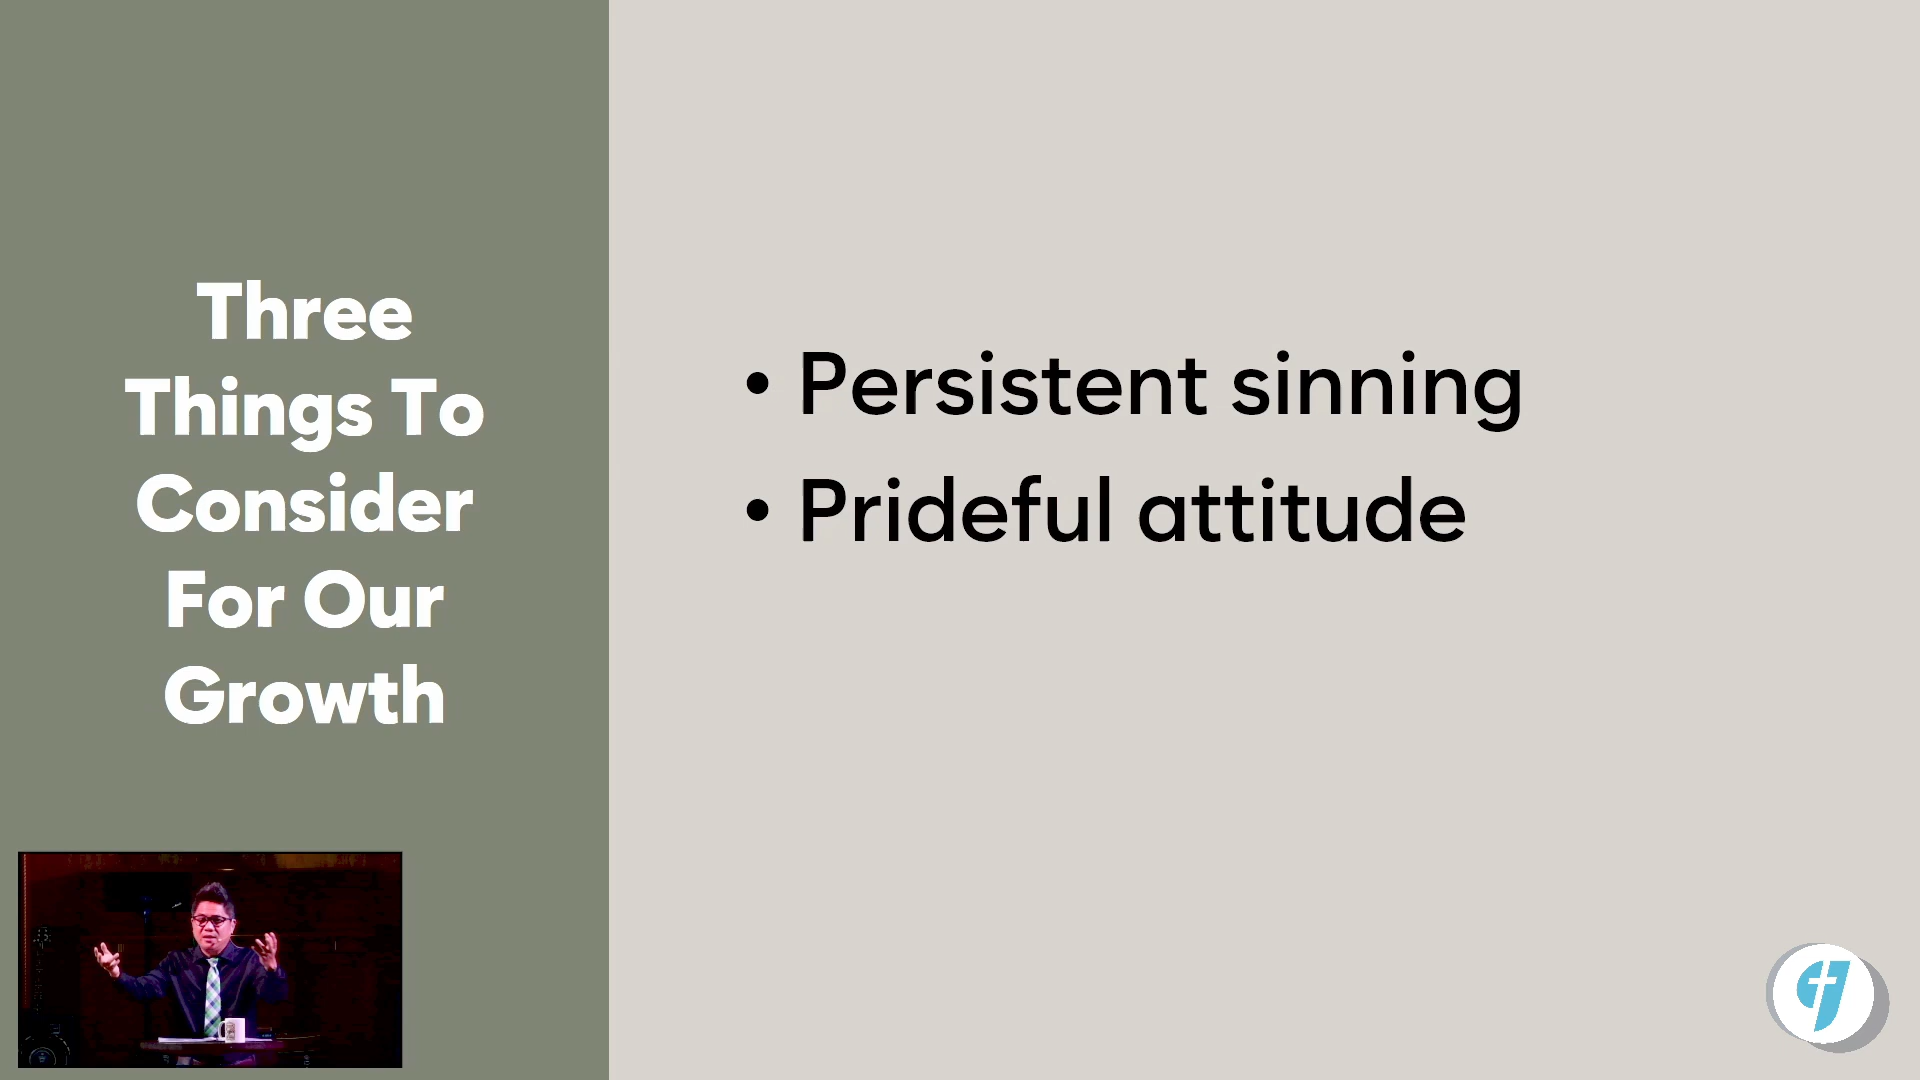 Three
Things To
Consider
For Our
Growth
• Persistent sinning
• Prideful attitude